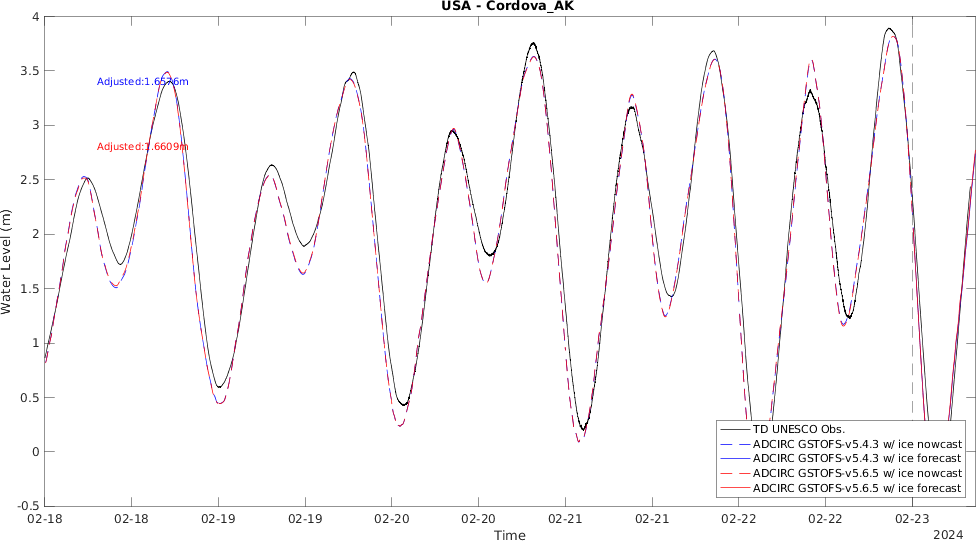 USA - Cordova_AK
4
3.5
3
2.5
2
1.5
1
0.5
0
-0.5
Water Level (m)
Adjusted:1.6576m
Adjusted:1.6609m
TD UNESCO Obs.
ADCIRC GSTOFS-v5.4.3 w/ ice nowcast
ADCIRC GSTOFS-v5.4.3 w/ ice forecast
ADCIRC GSTOFS-v5.6.5 w/ ice nowcast
ADCIRC GSTOFS-v5.6.5 w/ ice forecast
02-18 02-18 02-19 02-19 02-20 02-20 02-21 02-21 02-22 02-22 02-23
Time
2024